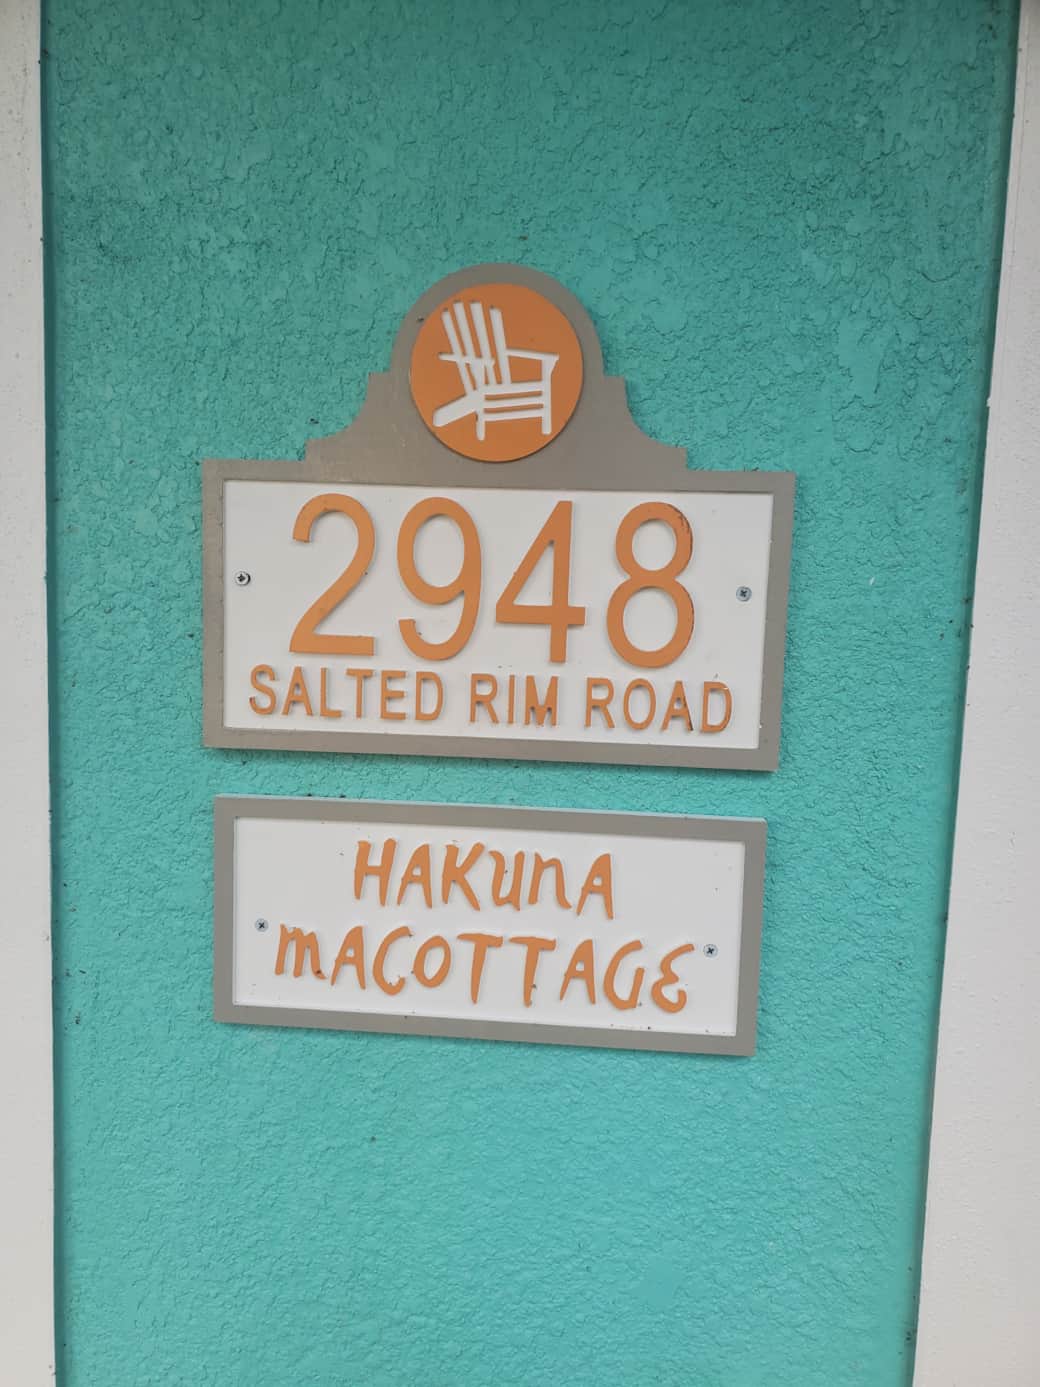 2948
SALTED RIM ROAD
HAKUNA
MACOTTAGE